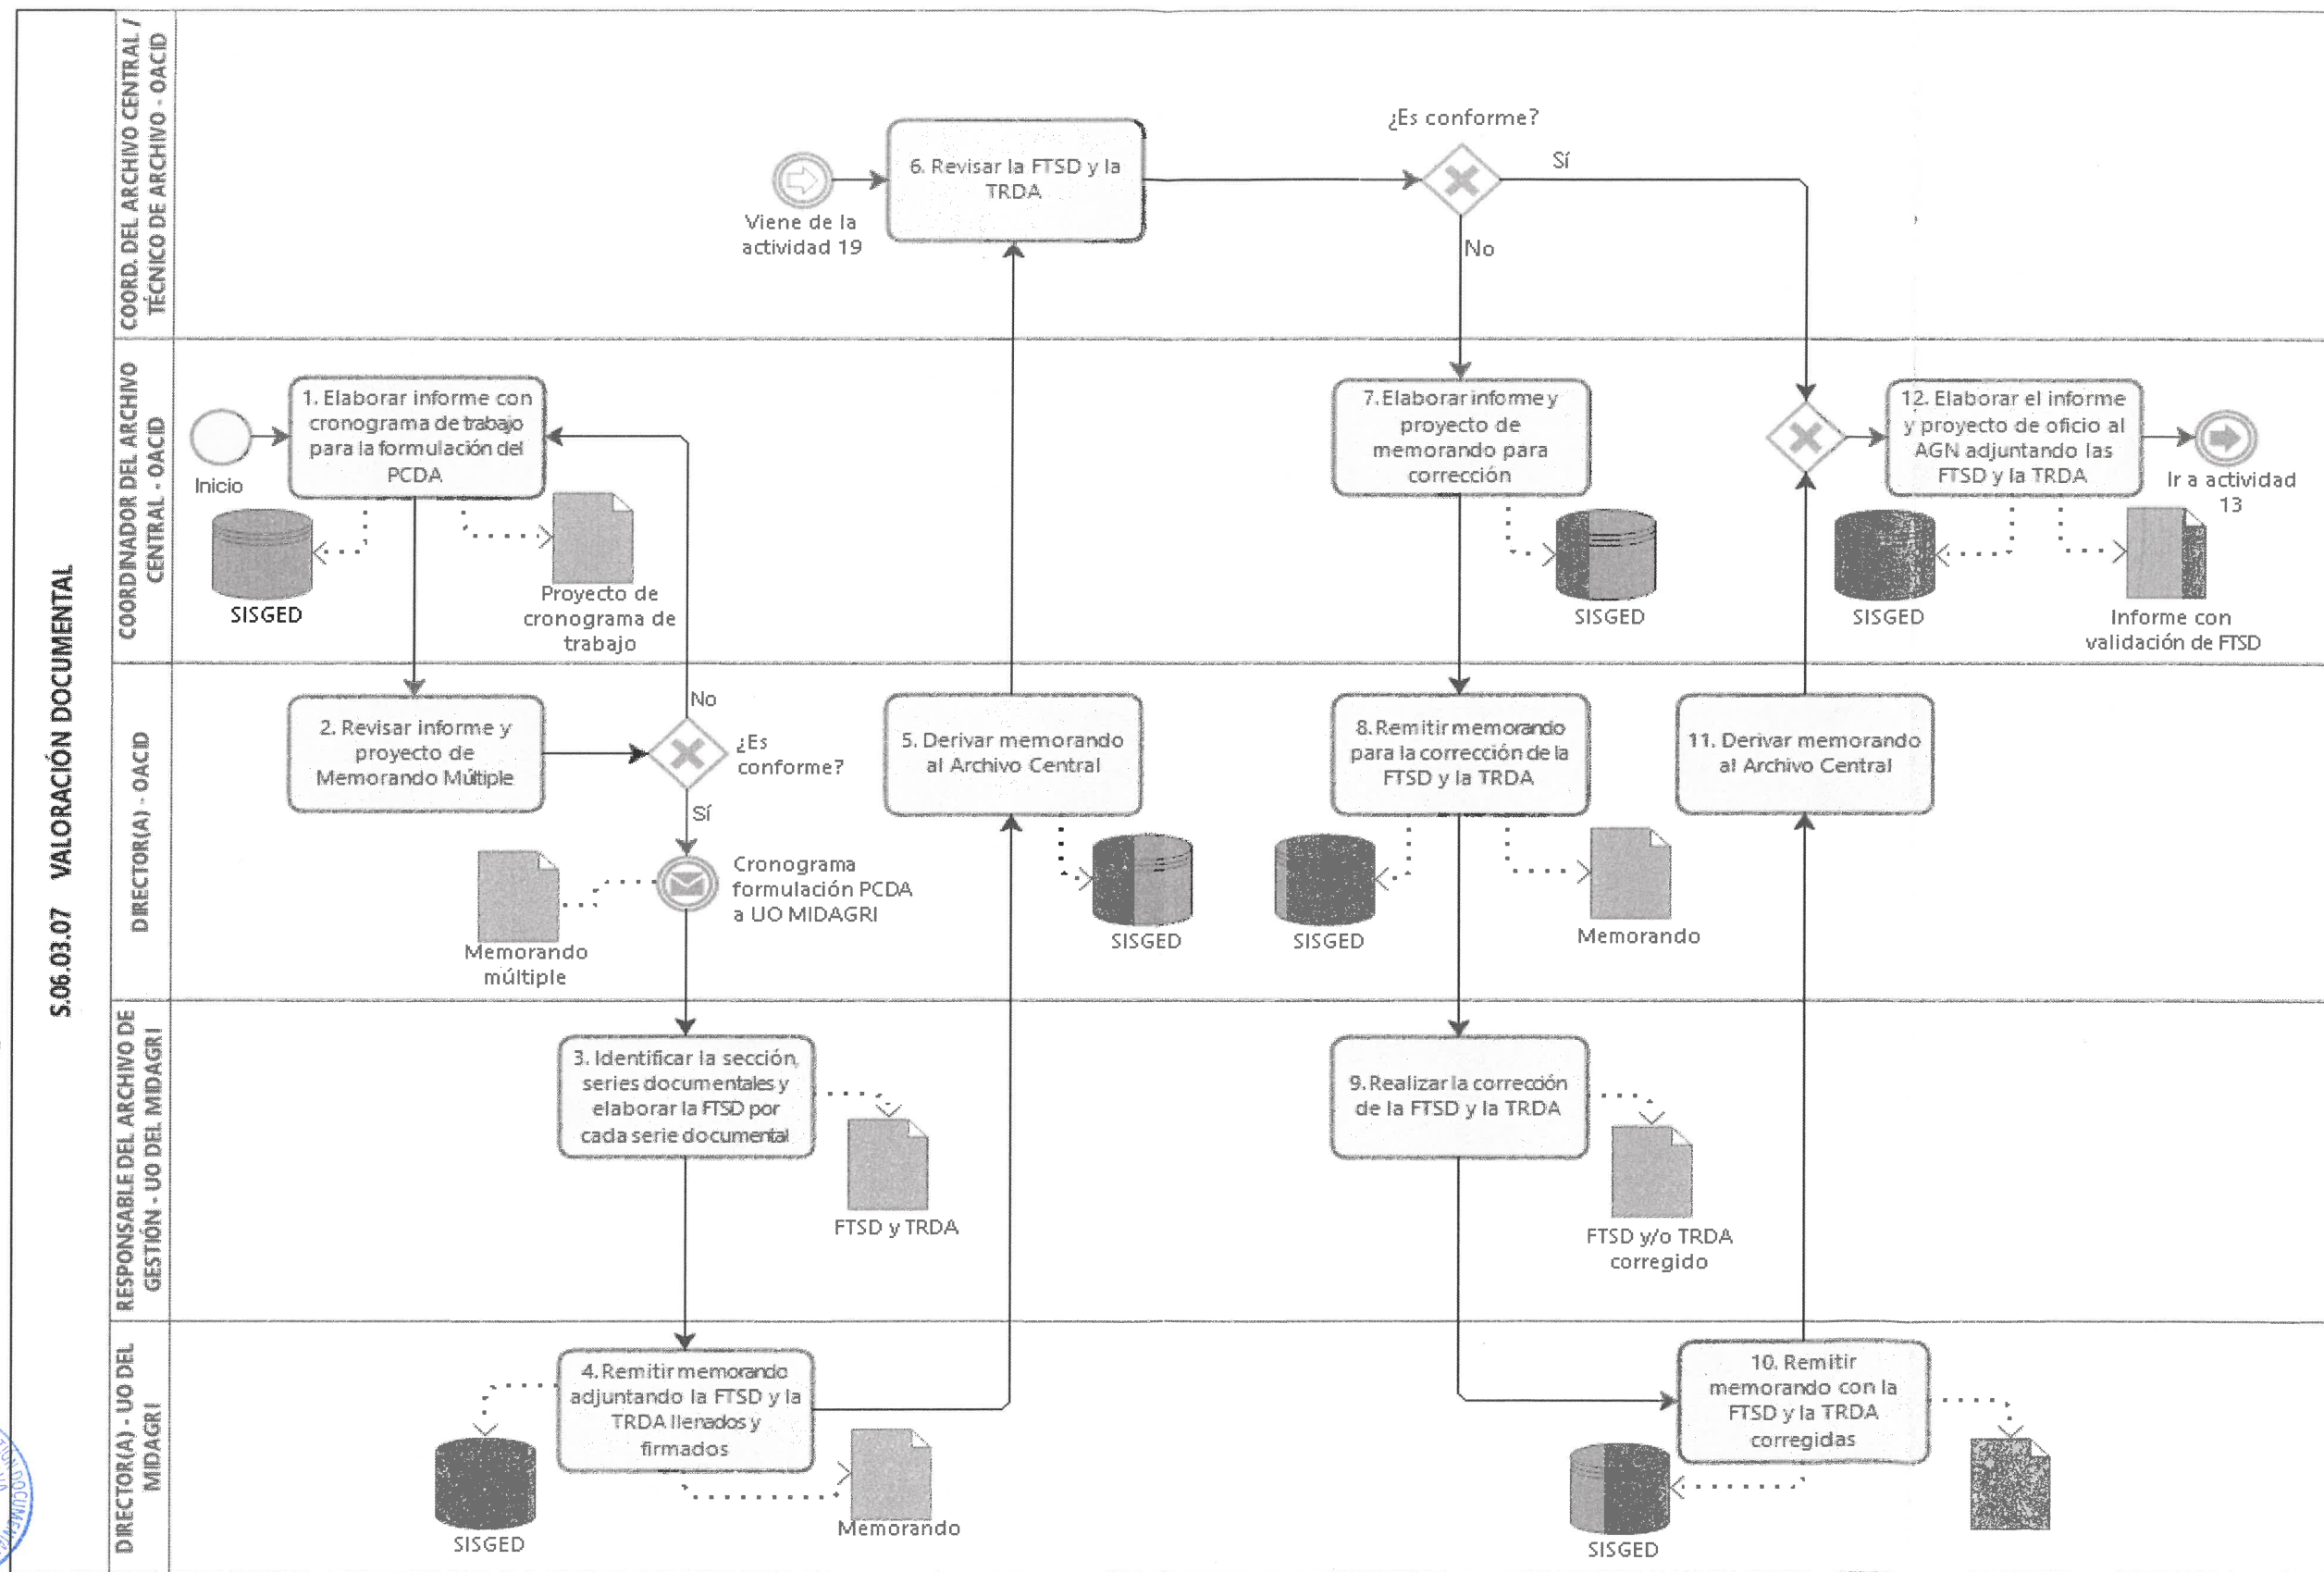 S.06.03.07 VALORACIÓN DOCUMENTAL
COORD. DEL ARCHIVO CENTRAL /
TÉCNICO DE ARCHIVO - OACID
Viene de la
actividad 19
6. Revisar la FTSD y la
TRDA
¿Es conforme?
Sí
No
COORDINADOR DEL ARCHIVO
CENTRAL - OACID
Inicio
1. Elaborar informe con
cronograma de trabajo
para la formulación del
PCDA
SISGED
Proyecto de
cronograma de
trabajo
7. Elaborar informe y
proyecto de
memorando para
corrección
SISGED
12. Elaborar el informe
y proyecto de oficio al
AGN adjuntando las
FTSD y la TRDA
Ir a actividad
13
SISGED
Informe con
validación de FTSD
DIRECTOR(A) - OACID
2. Revisar informe y
proyecto de
Memorando Múltiple
No
¿Es
conforme?
Sí
Memorando
múltiple
Cronograma
formulación PCDA
a UO MIDAGRI
5. Derivar memorando
al Archivo Central
SISGED
8. Remitir memorando
para la corrección de la
FTSD y la TRDA
SISGED
Memorando
11. Derivar memorando
al Archivo Central
RESPONSABLE DEL ARCHIVO DE
GESTIÓN - UO DEL MIDAGRI
3. Identificar la sección,
series documentales y
elaborar la FTSD por
cada serie documental
FTSD y TRDA
9. Realizar la corrección
de la FTSD y la TRDA
FTSD y/o TRDA
corregido
DIRECTOR(A) - UO DEL
MIDAGRI
4. Remitir memorando
adjuntando la FTSD y la
TRDA llenados y
firmados
SISGED
Memorando
10. Remitir
memorando con la
FTSD y la TRDA
corregidas
SISGED